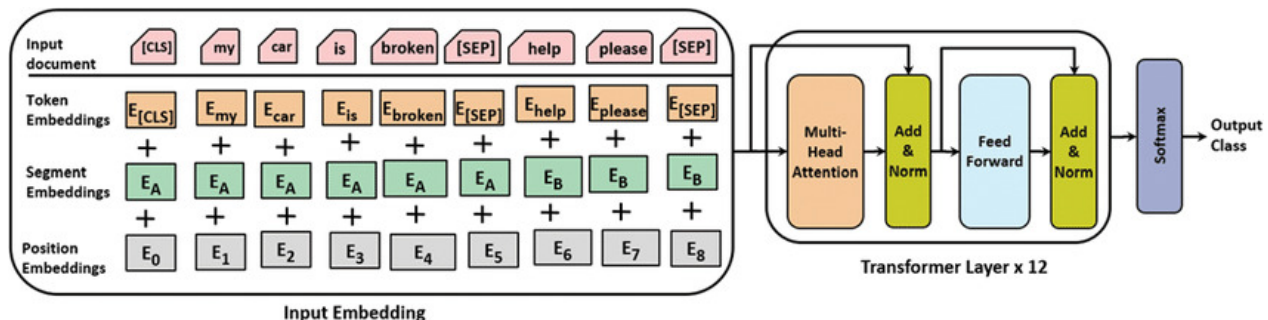 Input document [CLS] my car is broken [SEP] help please [SEP]
Token Embeddings E[CLS] Emy Ecar Eis Ebroken E[SEP] Ehelp Eplease E[SEP]
+ + + + + + + + +
Segment Embeddings EA EA EA EA EA EA EB EB EB
+ + + + + + + + +
Position Embeddings E0 E1 E2 E3 E4 E5 E6 E7 E8
Input Embedding
Multi-Head Attention
Add & Norm
Feed Forward
Add & Norm
Transformer Layer x 12
Softmax
Output Class